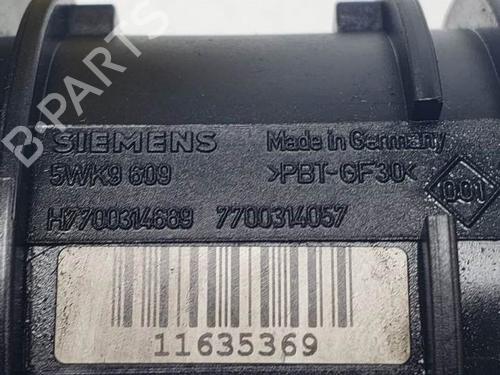 B-PARTS
SIEMENS
5WK9 609
H7700314689 7700314057
Made in Germany
>PBT-GF30<
001
11635369